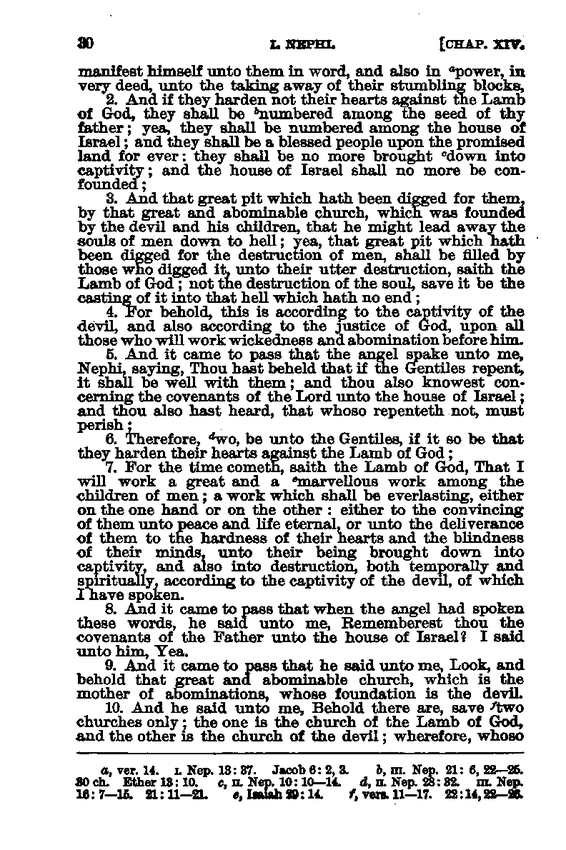 30 I. NEPHI. [CHAP. XIV.
manifest himself unto them in word, and also in ᵃpower, in
very deed, unto the taking away of their stumbling blocks,
2. And if they harden not their hearts against the Lamb
of God, they shall be ᵇnumbered among the seed of thy
father; yea, they shall be numbered among the house of
Israel; and they shall be a blessed people upon the promised
land for ever: they shall be no more brought ᶜdown into
captivity; and the house of Israel shall no more be con-
founded;
3. And that great pit which hath been digged for them,
by that great and abominable church, which was founded
by the devil and his children, that he might lead away the
souls of men down to hell; yea, that great pit which hath
been digged for the destruction of men, shall be filled by
those who digged it, unto their utter destruction, saith the
Lamb of God; not the destruction of the soul, save it be the
casting of it into that hell which hath no end;
4. For behold, this is according to the captivity of the
devil, and also according to the justice of God, upon all
those who will work wickedness and abomination before him.
5. And it came to pass that the angel spake unto me,
Nephi, saying, Thou hast beheld that if the Gentiles repent,
it shall be well with them; and thou also knowest con-
cerning the covenants of the Lord unto the house of Israel;
and thou also hast heard, that whoso repenteth not, must
perish;
6. Therefore, ᵈwo, be unto the Gentiles, if it so be that
they harden their hearts against the Lamb of God;
7. For the time cometh, saith the Lamb of God, That I
will work a great and a ᵉmarvellous work among the
children of men; a work which shall be everlasting, either
on the one hand or on the other: either to the convincing
of them unto peace and life eternal, or unto the deliverance
of them to the hardness of their hearts and the blindness
of their minds, unto their being brought down into
captivity, and also into destruction, both temporally and
spiritually, according to the captivity of the devil, of which
I have spoken.
8. And it came to pass that when the angel had spoken
these words, he said unto me, Rememberest thou the
covenants of the Father unto the house of Israel? I said
unto him, Yea.
9. And it came to pass that he said unto me, Look, and
behold that great and abominable church, which is the
mother of abominations, whose foundation is the devil.
10. And he said unto me, Behold there are, save ᶠtwo
churches only; the one is the church of the Lamb of God,
and the other is the church of the devil; wherefore, whoso
a, ver. 14. I. Nep. 13: 37. Jacob 6: 2, 3. b, III. Nep. 21: 6, 22—25.
30 ch. Ether 13: 10. c, II. Nep. 10: 10—14. d, II. Nep. 28: 32. III. Nep.
16: 7—15. 21: 11—21. e, Isaiah 29: 14. f, vers. 11—17. 22: 14, 22—26.